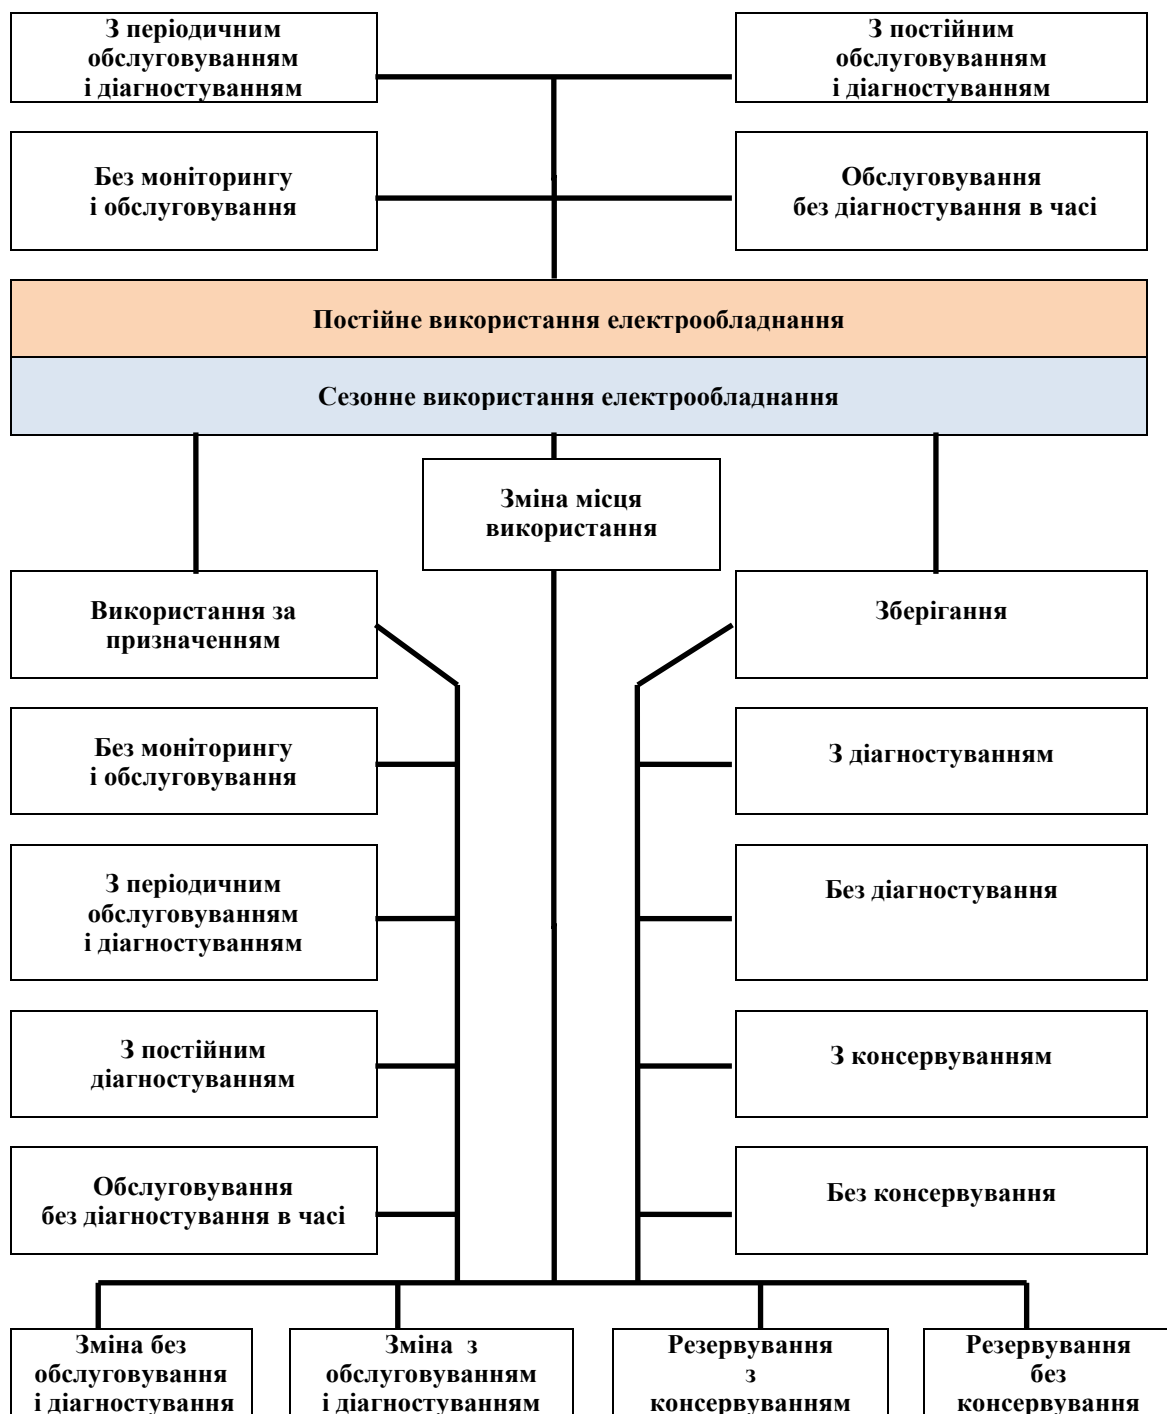 З періодичним
обслуговуванням
і діагностуванням
З постійним
обслуговуванням
і діагностуванням
Без моніторингу
і обслуговування
Обслуговування
без діагностування в часі
Постійне використання електрообладнання
Сезонне використання електрообладнання
Зміна місця
використання
Використання за
призначенням
Зберігання
Без моніторингу
і обслуговування
З діагностуванням
З періодичним
обслуговуванням
і діагностуванням
Без діагностування
З постійним
діагностуванням
З консервуванням
Обслуговування
без діагностування в часі
Без консервування
Зміна без
обслуговування
і діагностування
Зміна з
обслуговуванням
і діагностуванням
Резервування
з
консервуванням
Резервування
без
консервування